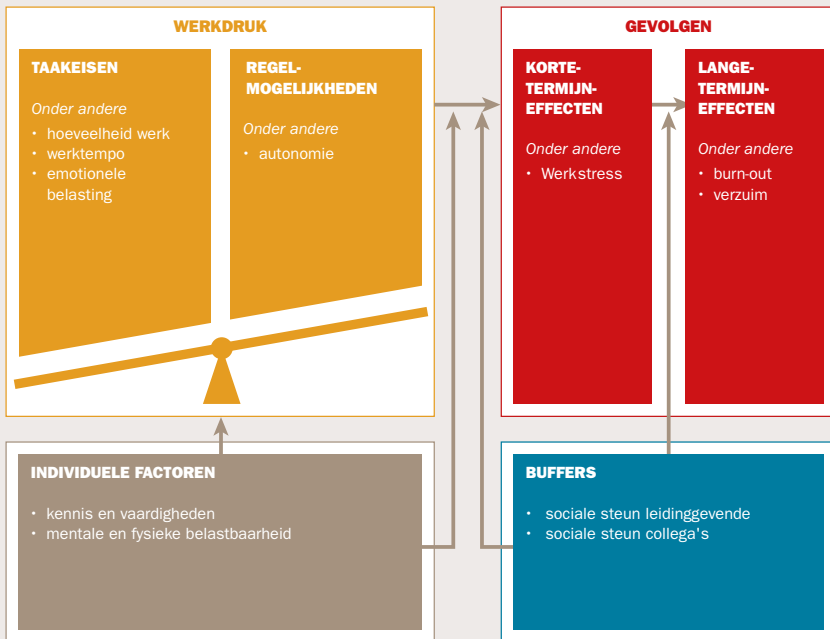 WERKDRUK
TAAKEISEN
Onder andere
• hoeveelheid werk
• werktempo
• emotionele
belasting
REGEL-
MOGELIJKHEDEN
Onder andere
• autonomie
GEVOLGEN
KORTE-
TERMIJN-
EFFECTEN
Onder andere
• Werkstress
LANGE-
TERMIJN-
EFFECTEN
Onder andere
• burn-out
• verzuim
INDIVIDUELE FACTOREN
• kennis en vaardigheden
• mentale en fysieke belastbaarheid
BUFFERS
• sociale steun leidinggevende
• sociale steun collega's